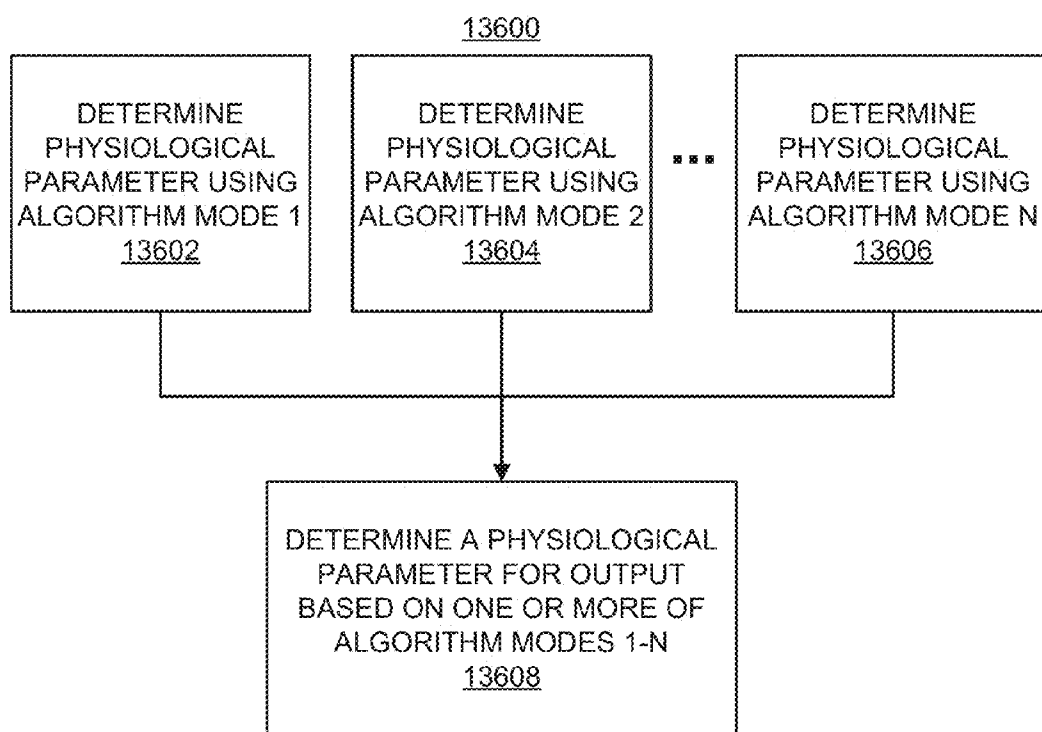 13600
DETERMINE
PHYSIOLOGICAL
PARAMETER USING
ALGORITHM MODE 1
13602
DETERMINE
PHYSIOLOGICAL
PARAMETER USING
ALGORITHM MODE 2
13604
...
DETERMINE
PHYSIOLOGICAL
PARAMETER USING
ALGORITHM MODE N
13606
DETERMINE A PHYSIOLOGICAL
PARAMETER FOR OUTPUT
BASED ON ONE OR MORE OF
ALGORITHM MODES 1-N
13608